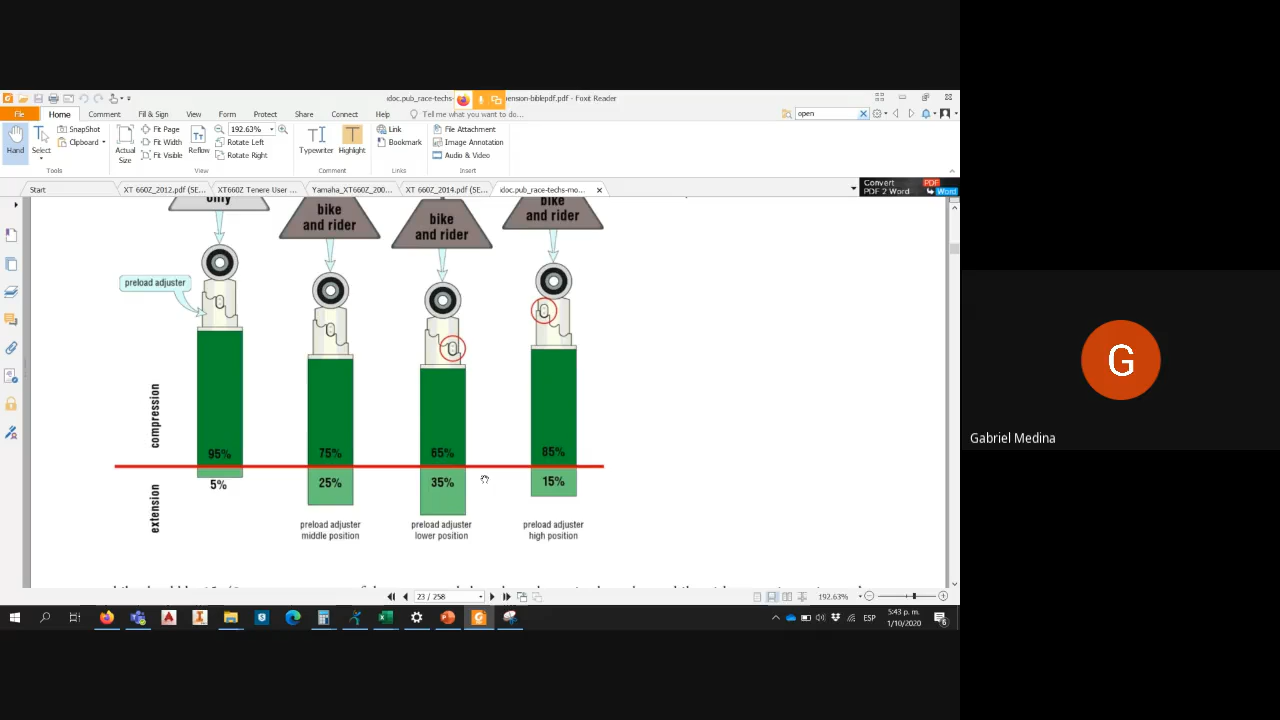 idoc.pub_race-techs- ension-biblepdf.pdf - Foxit Reader
File Home Comment Fill & Sign Form Protect Share View Connect Help Tell me what you want to do...
open
Hand
Select
SnapShot
Clipboard
Actual Size
Fit Page
Fit Width
Fit Visible
Reflow
192.63%
Rotate Left
Rotate Right
Typewriter
Highlight
Link
Bookmark
File Attachment
Image Annotation
Audio & Video
Tools
View
Comment
Links
Insert
Start
XT 660Z_2012.pdf (SE...
XT660Z Tenere User ...
Yamaha_XT660Z_200...
XT 660Z_2014.pdf (SE...
idoc.pub_race-techs-mo...
Convert PDF
PDF 2 Word Word
only
bike and rider
bike and rider
bike and rider
preload adjuster
compression
extension
95%
75%
65%
85%
5%
25%
35%
15%
preload adjuster middle position
preload adjuster lower position
preload adjuster high position
23 / 258
192.63%
ESP
5:43 p. m.
1/10/2020
G
Gabriel Medina